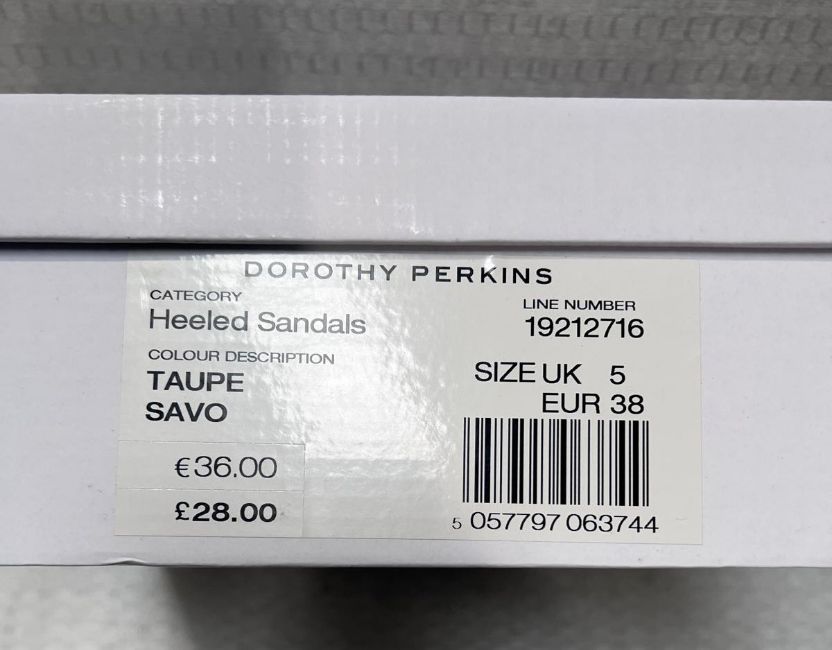 DOROTHY PERKINS
CATEGORY
Heeled Sandals
LINE NUMBER
19212716
COLOUR DESCRIPTION
TAUPE
SAVO
SIZE UK 5
EUR 38
€36.00
£28.00
5 057797 063744